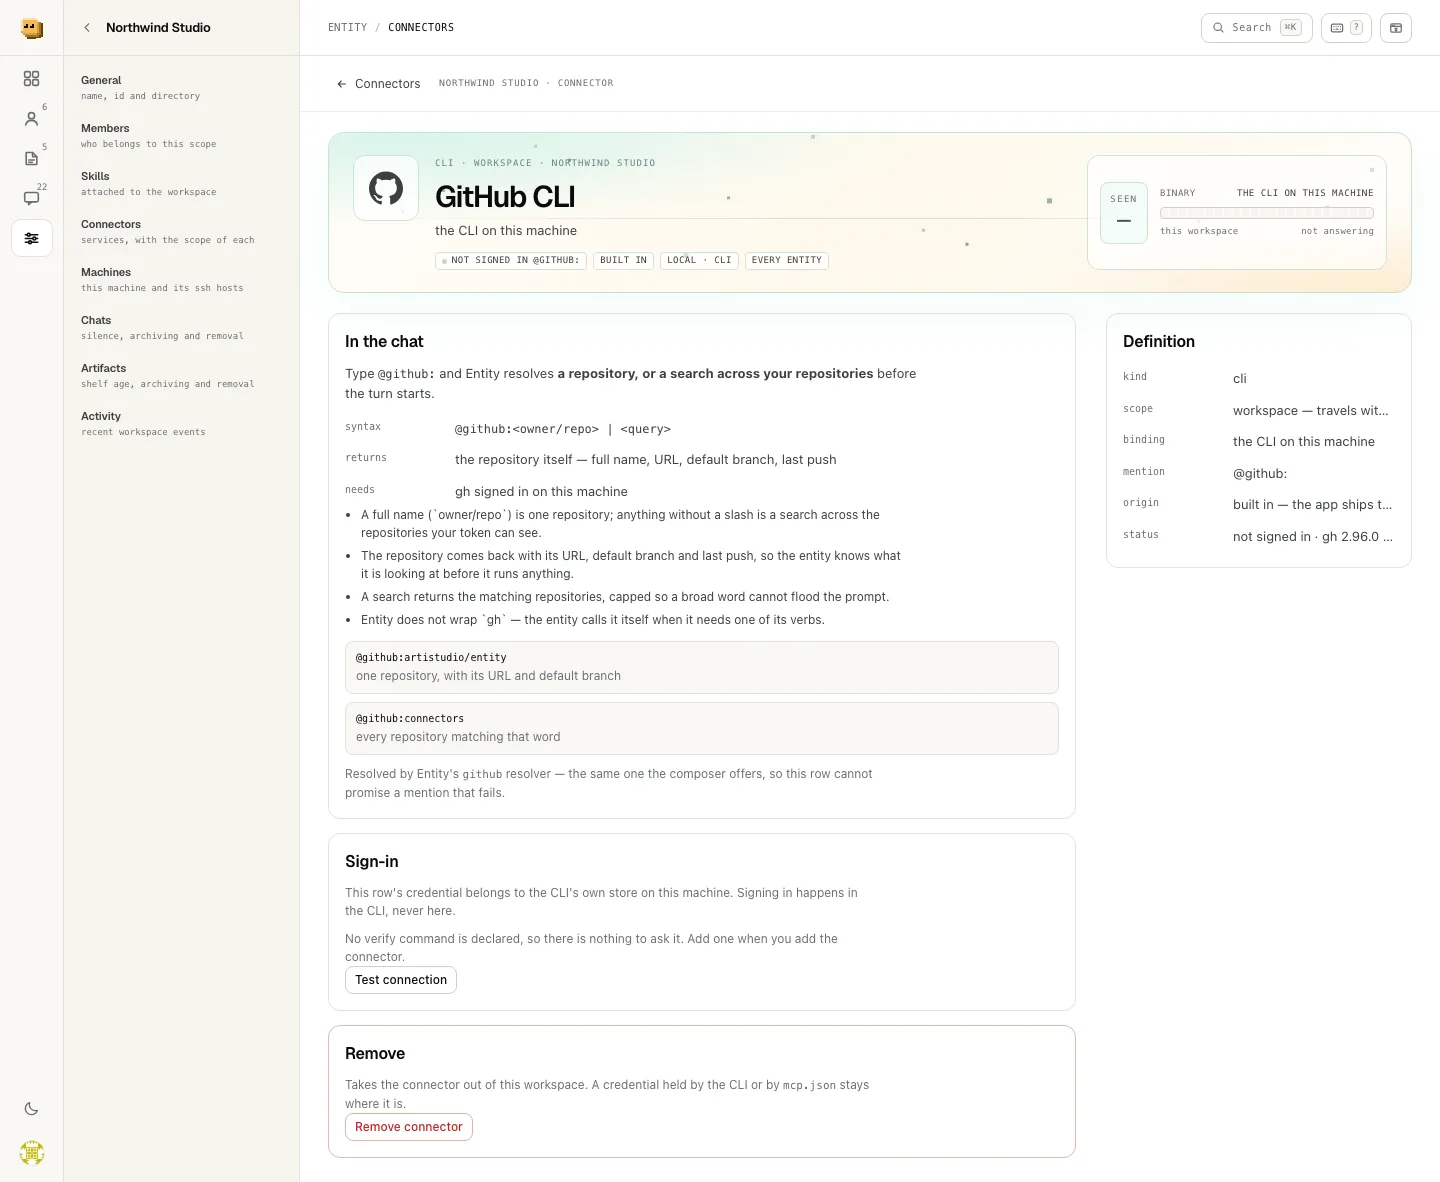 Northwind Studio
ENTITY / CONNECTORS
Search ⌘K
?
6
5
22
General
name, id and directory
Members
who belongs to this scope
Skills
attached to the workspace
Connectors
services, with the scope of each
Machines
this machine and its ssh hosts
Chats
silence, archiving and removal
Artifacts
shelf age, archiving and removal
Activity
recent workspace events
← Connectors
NORTHWIND STUDIO · CONNECTOR
CLI · WORKSPACE · NORTHWIND STUDIO
GitHub CLI
the CLI on this machine
NOT SIGNED IN @GITHUB:
BUILT IN
LOCAL · CLI
EVERY ENTITY
SEEN
—
BINARY
THE CLI ON THIS MACHINE
this workspace
not answering
In the chat
Type @github: and Entity resolves a repository, or a search across your repositories before
the turn starts.
syntax
@github:<owner/repo> | <query>
returns
the repository itself — full name, URL, default branch, last push
needs
gh signed in on this machine
• A full name (`owner/repo`) is one repository; anything without a slash is a search across the
repositories your token can see.
• The repository comes back with its URL, default branch and last push, so the entity knows what
it is looking at before it runs anything.
• A search returns the matching repositories, capped so a broad word cannot flood the prompt.
• Entity does not wrap `gh` — the entity calls it itself when it needs one of its verbs.
@github:artistudio/entity
one repository, with its URL and default branch
@github:connectors
every repository matching that word
Resolved by Entity's github resolver — the same one the composer offers, so this row cannot
promise a mention that fails.
Sign-in
This row's credential belongs to the CLI's own store on this machine. Signing in happens in
the CLI, never here.
No verify command is declared, so there is nothing to ask it. Add one when you add the
connector.
Test connection
Remove
Takes the connector out of this workspace. A credential held by the CLI or by mcp.json stays
where it is.
Remove connector
Definition
kind
cli
scope
workspace — travels wit...
binding
the CLI on this machine
mention
@github:
origin
built in — the app ships t...
status
not signed in · gh 2.96.0 ...